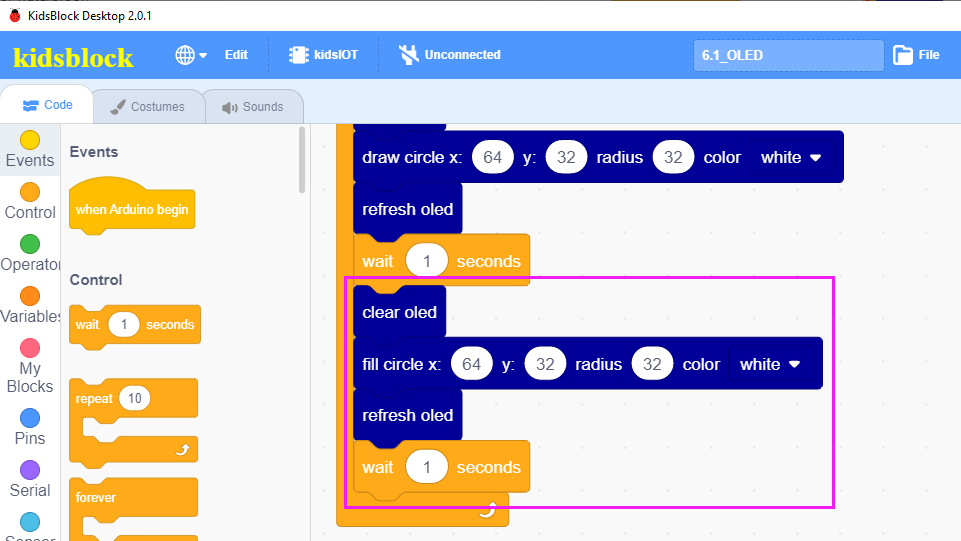 KidsBlock Desktop 2.0.1
kidsblock Edit kidsIOT Unconnected 6.1_OLED File
Code Costumes Sounds
Events
Control
Operator
Variables
My
Blocks
Pins
Serial
Sensor
Events
when Arduino begin
Control
wait 1 seconds
repeat 10
forever
draw circle x: 64 y: 32 radius 32 color white
refresh oled
wait 1 seconds
clear oled
fill circle x: 64 y: 32 radius 32 color white
refresh oled
wait 1 seconds